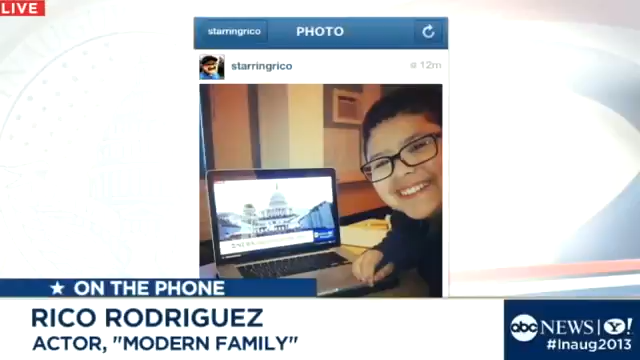 LIVE
starringrico
PHOTO
starringrico
12m
★ ON THE PHONE
RICO RODRIGUEZ
ACTOR, "MODERN FAMILY"
abc NEWS | Y!
#Inaug2013